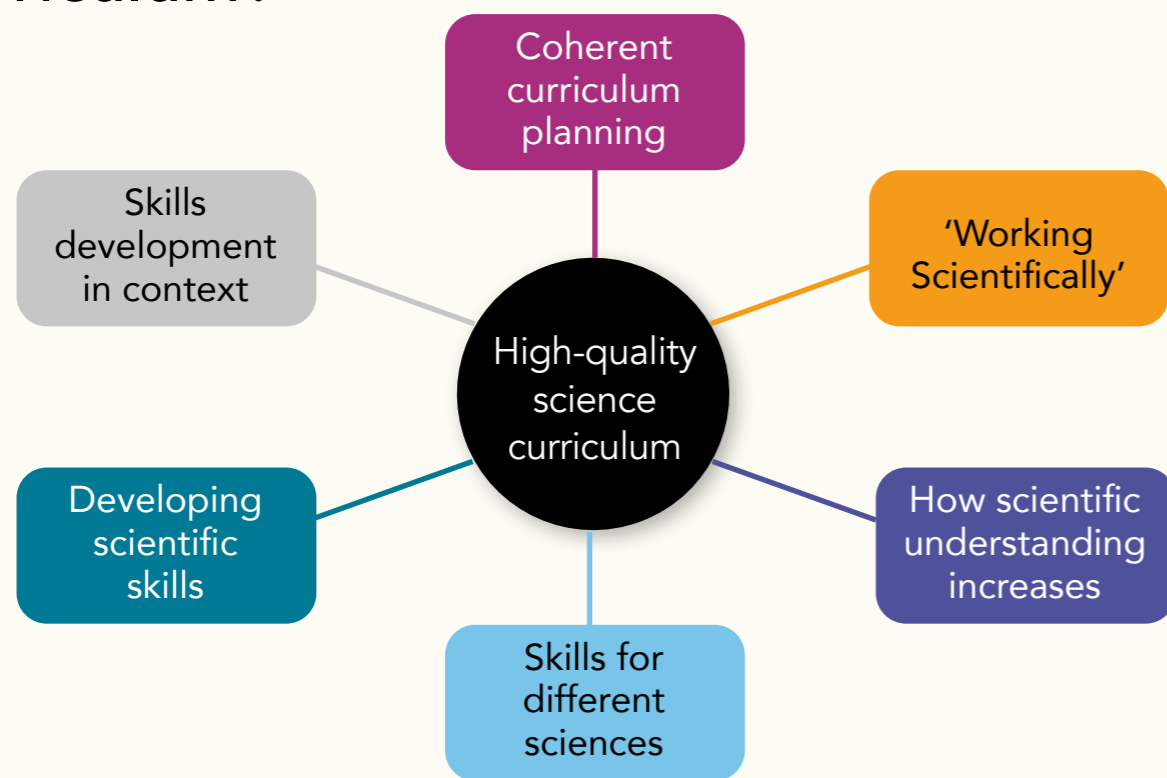 Coherent
curriculum
planning
'Working
Scientifically'
How scientific
understanding
increases
Skills for
different
sciences
Developing
scientific
skills
Skills
development
in context
High-quality
science
curriculum